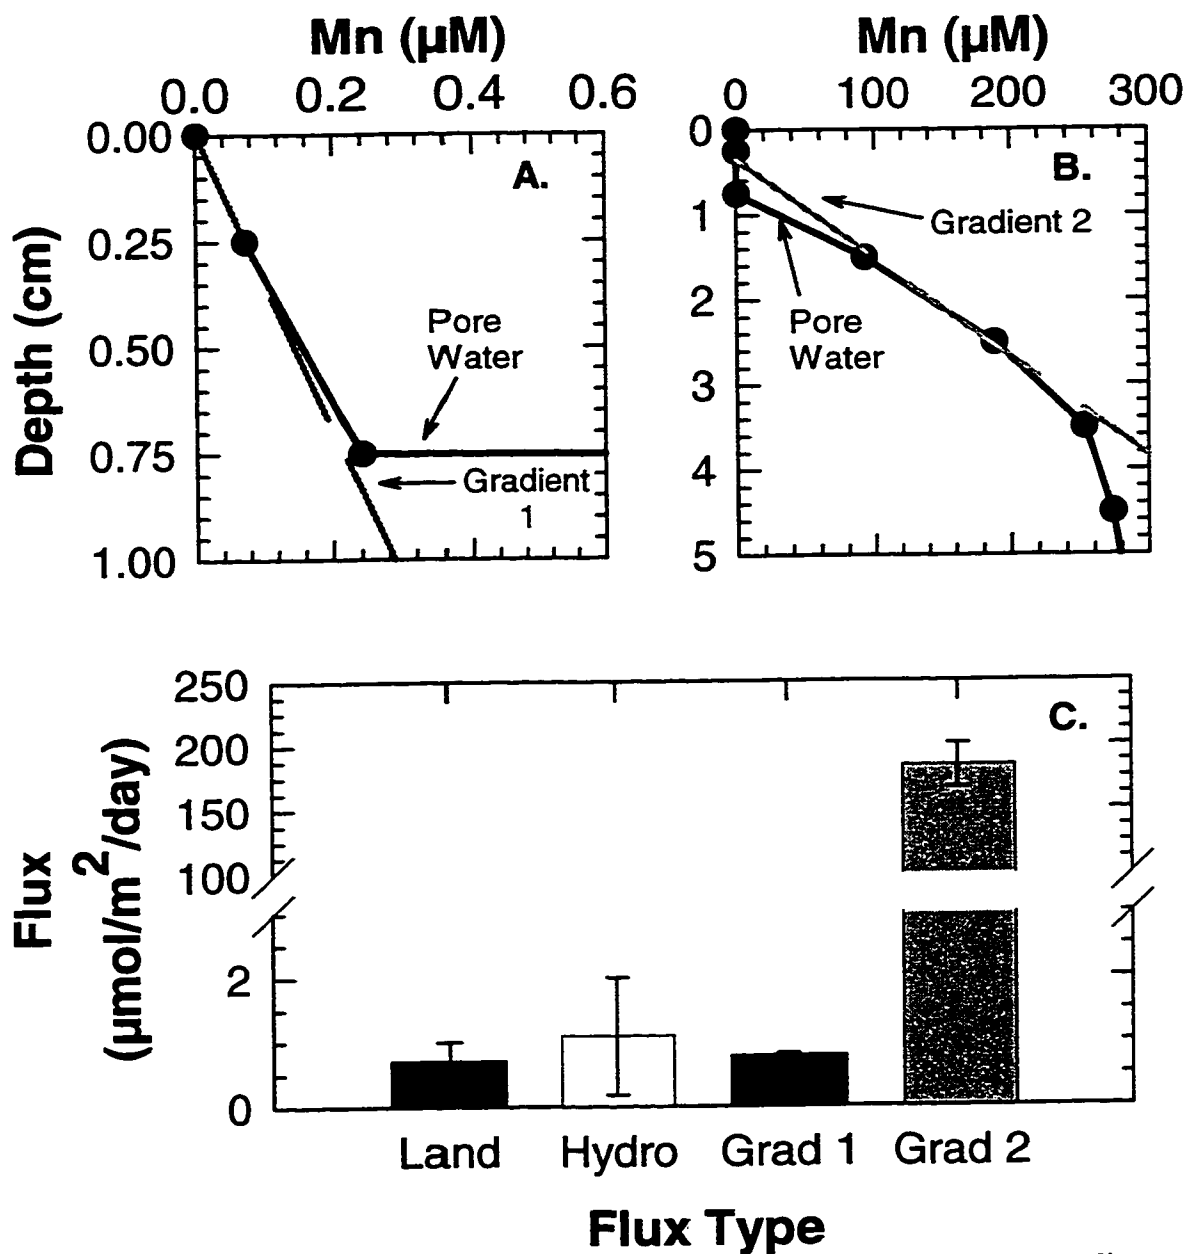 Mn (µM)
0.0 0.2 0.4 0.6
Depth (cm)
0.00
0.25
0.50
0.75
1.00
A.
Pore
Water
Gradient
1
Mn (µM)
0 100 200 300
0
1
2
3
4
5
B.
Gradient 2
Pore
Water
Flux
(µmol/m²/day)
250
200
150
100
2
0
C.
Land Hydro Grad 1 Grad 2
Flux Type